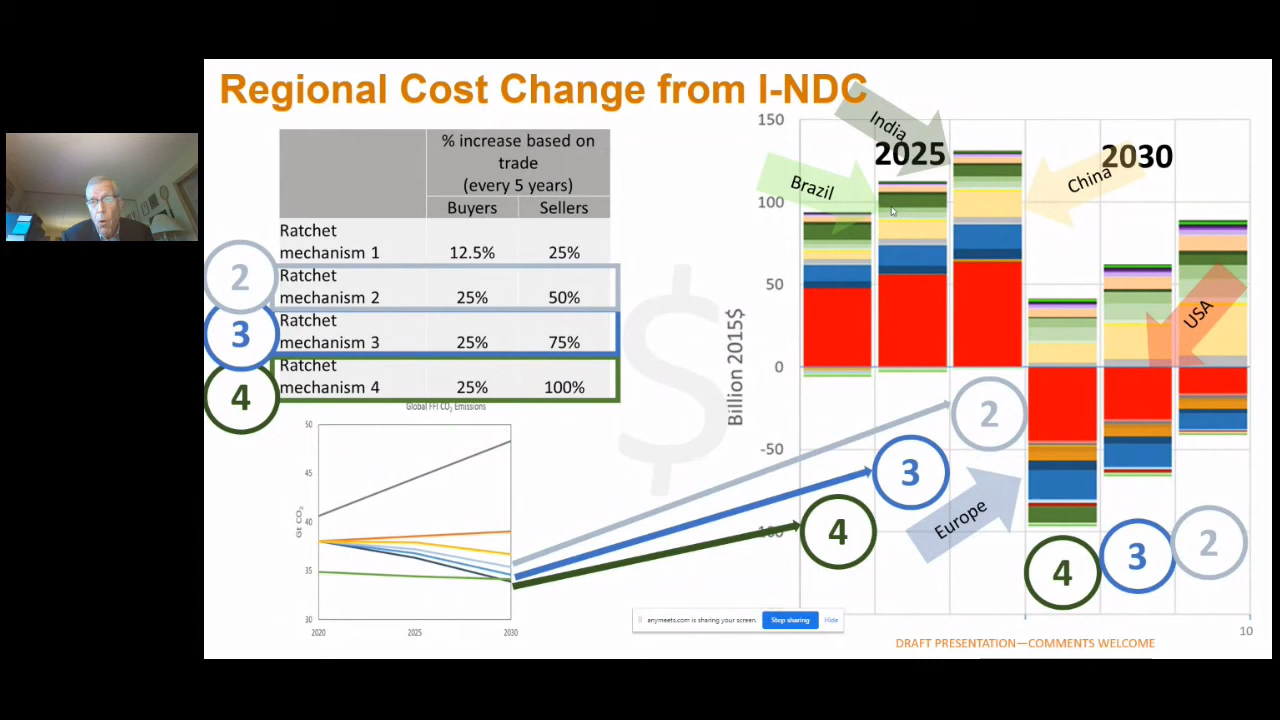 Regional Cost Change from I-NDC
% increase based on
trade
(every 5 years)
Buyers Sellers
Ratchet
mechanism 1 12.5% 25%
Ratchet
mechanism 2 25% 50%
Ratchet
mechanism 3 25% 75%
Ratchet
mechanism 4 25% 100%
2
3
4
Global FFI CO2 Emissions
50
45
40
35
30
Gt CO2
2020 2025 2030
$
Billion 2015$
150
100
50
0
-50
100
2025
2030
India
Brazil
China
USA
Europe
2
3
4
4
3
2
anymeets.com is sharing your screen. Stop sharing Hide
DRAFT PRESENTATION—COMMENTS WELCOME
10